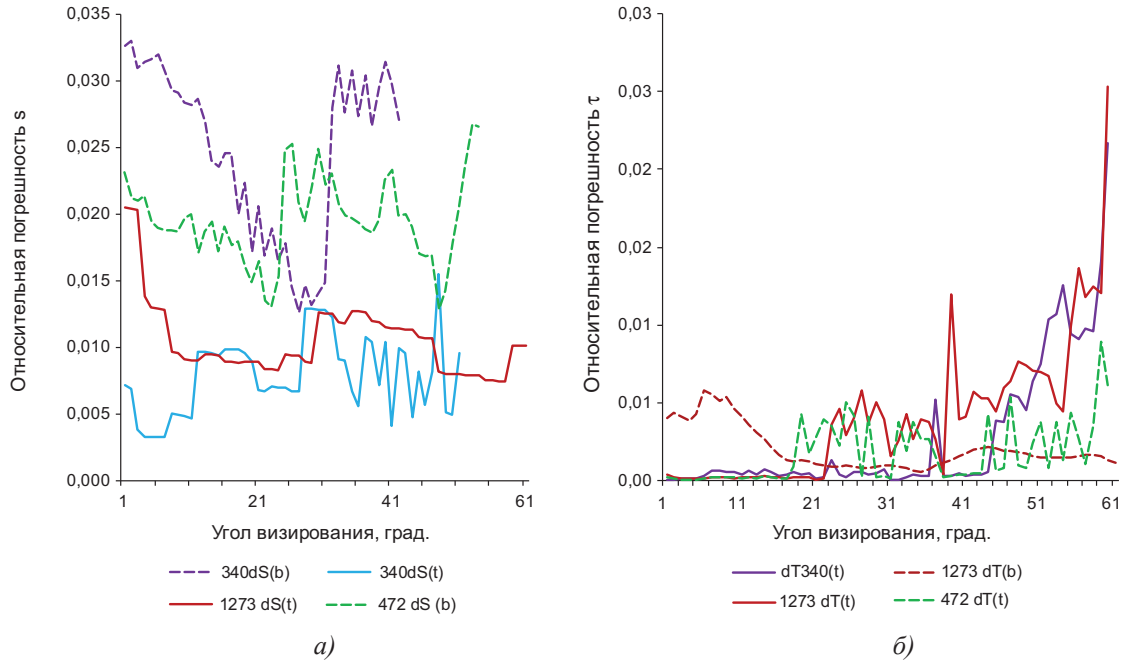 0,035
0,030
0,025
0,020
0,015
0,010
0,005
0,000
Относительная погрешность s
1 21 41 61
Угол визирования, град.
340dS(b) 340dS(t)
1273 dS(t) 472 dS (b)
а)
0,03
0,03
0,02
0,02
0,01
0,01
0,00
Относительная погрешность τ
1 11 21 31 41 51 61
Угол визирования, град.
dT340(t) 1273 dT(b)
1273 dT(t) 472 dT(t)
б)